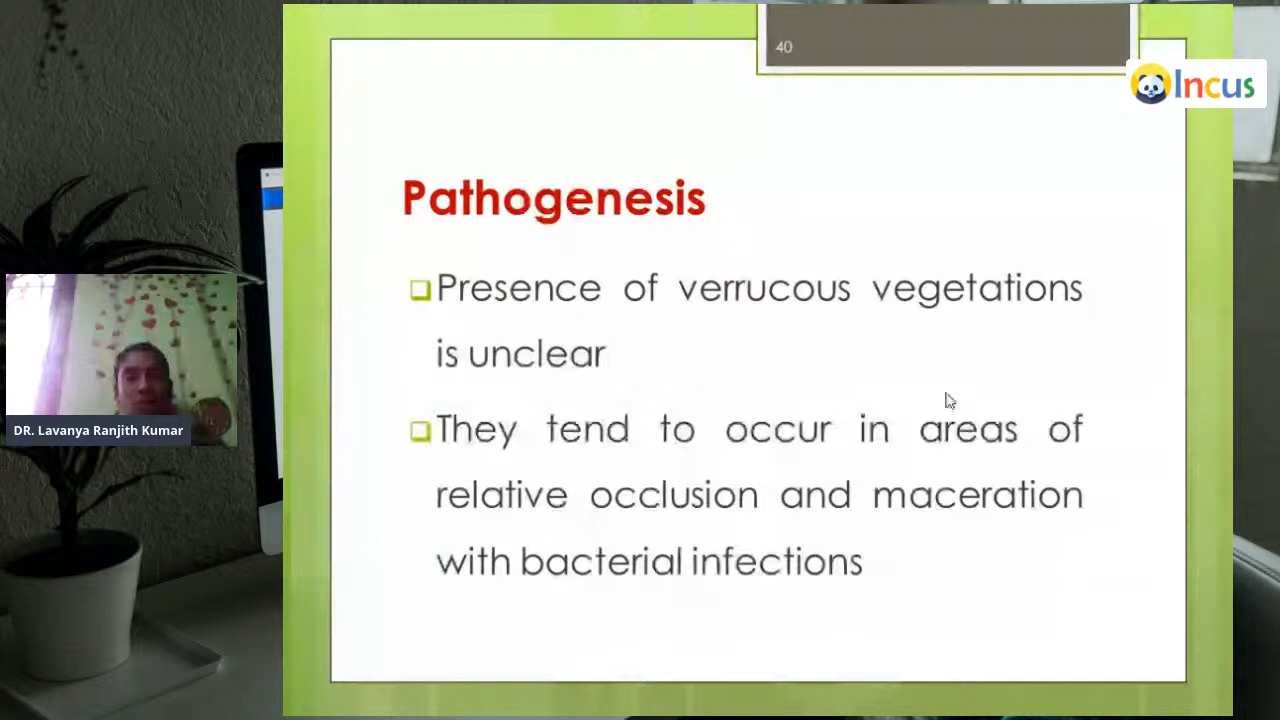 40
Incus
Pathogenesis
Presence of verrucous vegetations
is unclear
They tend to occur in areas of
relative occlusion and maceration
with bacterial infections
DR. Lavanya Ranjith Kumar